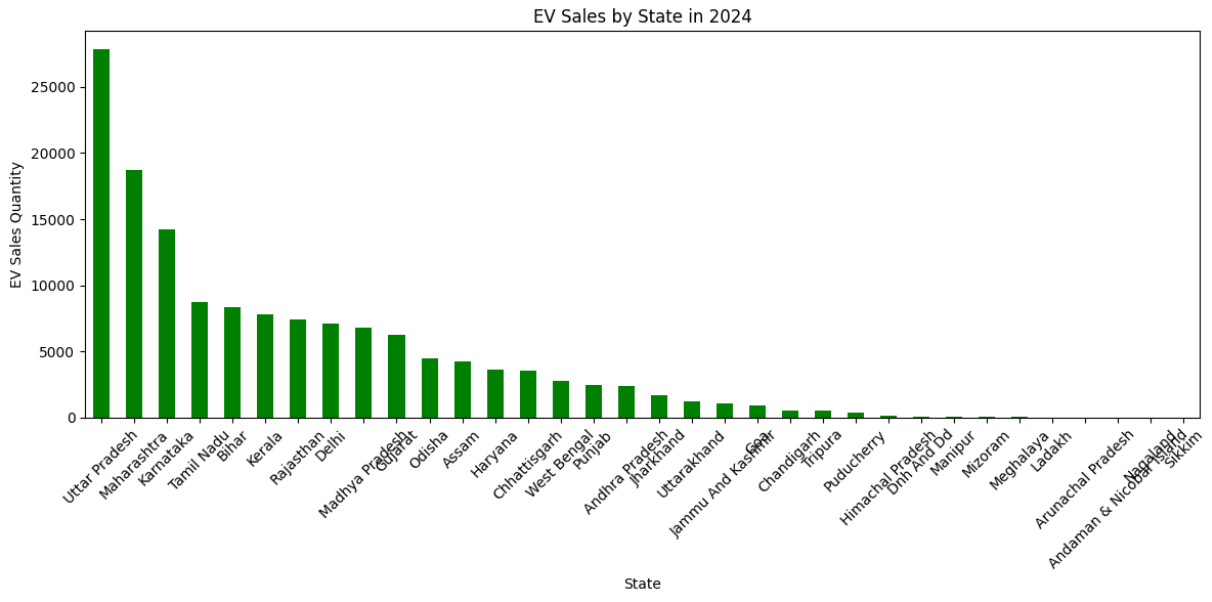 EV Sales by State in 2024
EV Sales Quantity
25000
20000
15000
10000
5000
0
Uttar Pradesh
Maharashtra
Karnataka
Tamil Nadu
Bihar
Kerala
Rajasthan
Delhi
Madhya Pradesh
Gujarat
Odisha
Assam
Haryana
Chhattisgarh
West Bengal
Punjab
Andhra Pradesh
Jharkhand
Uttarakhand
Jammu And Kashmir
Goa
Chandigarh
Tripura
Puducherry
Himachal Pradesh
Dnh And Dd
Manipur
Mizoram
Meghalaya
Ladakh
Arunachal Pradesh
Andaman & Nicobar Island
Nagaland
Sikkim
State